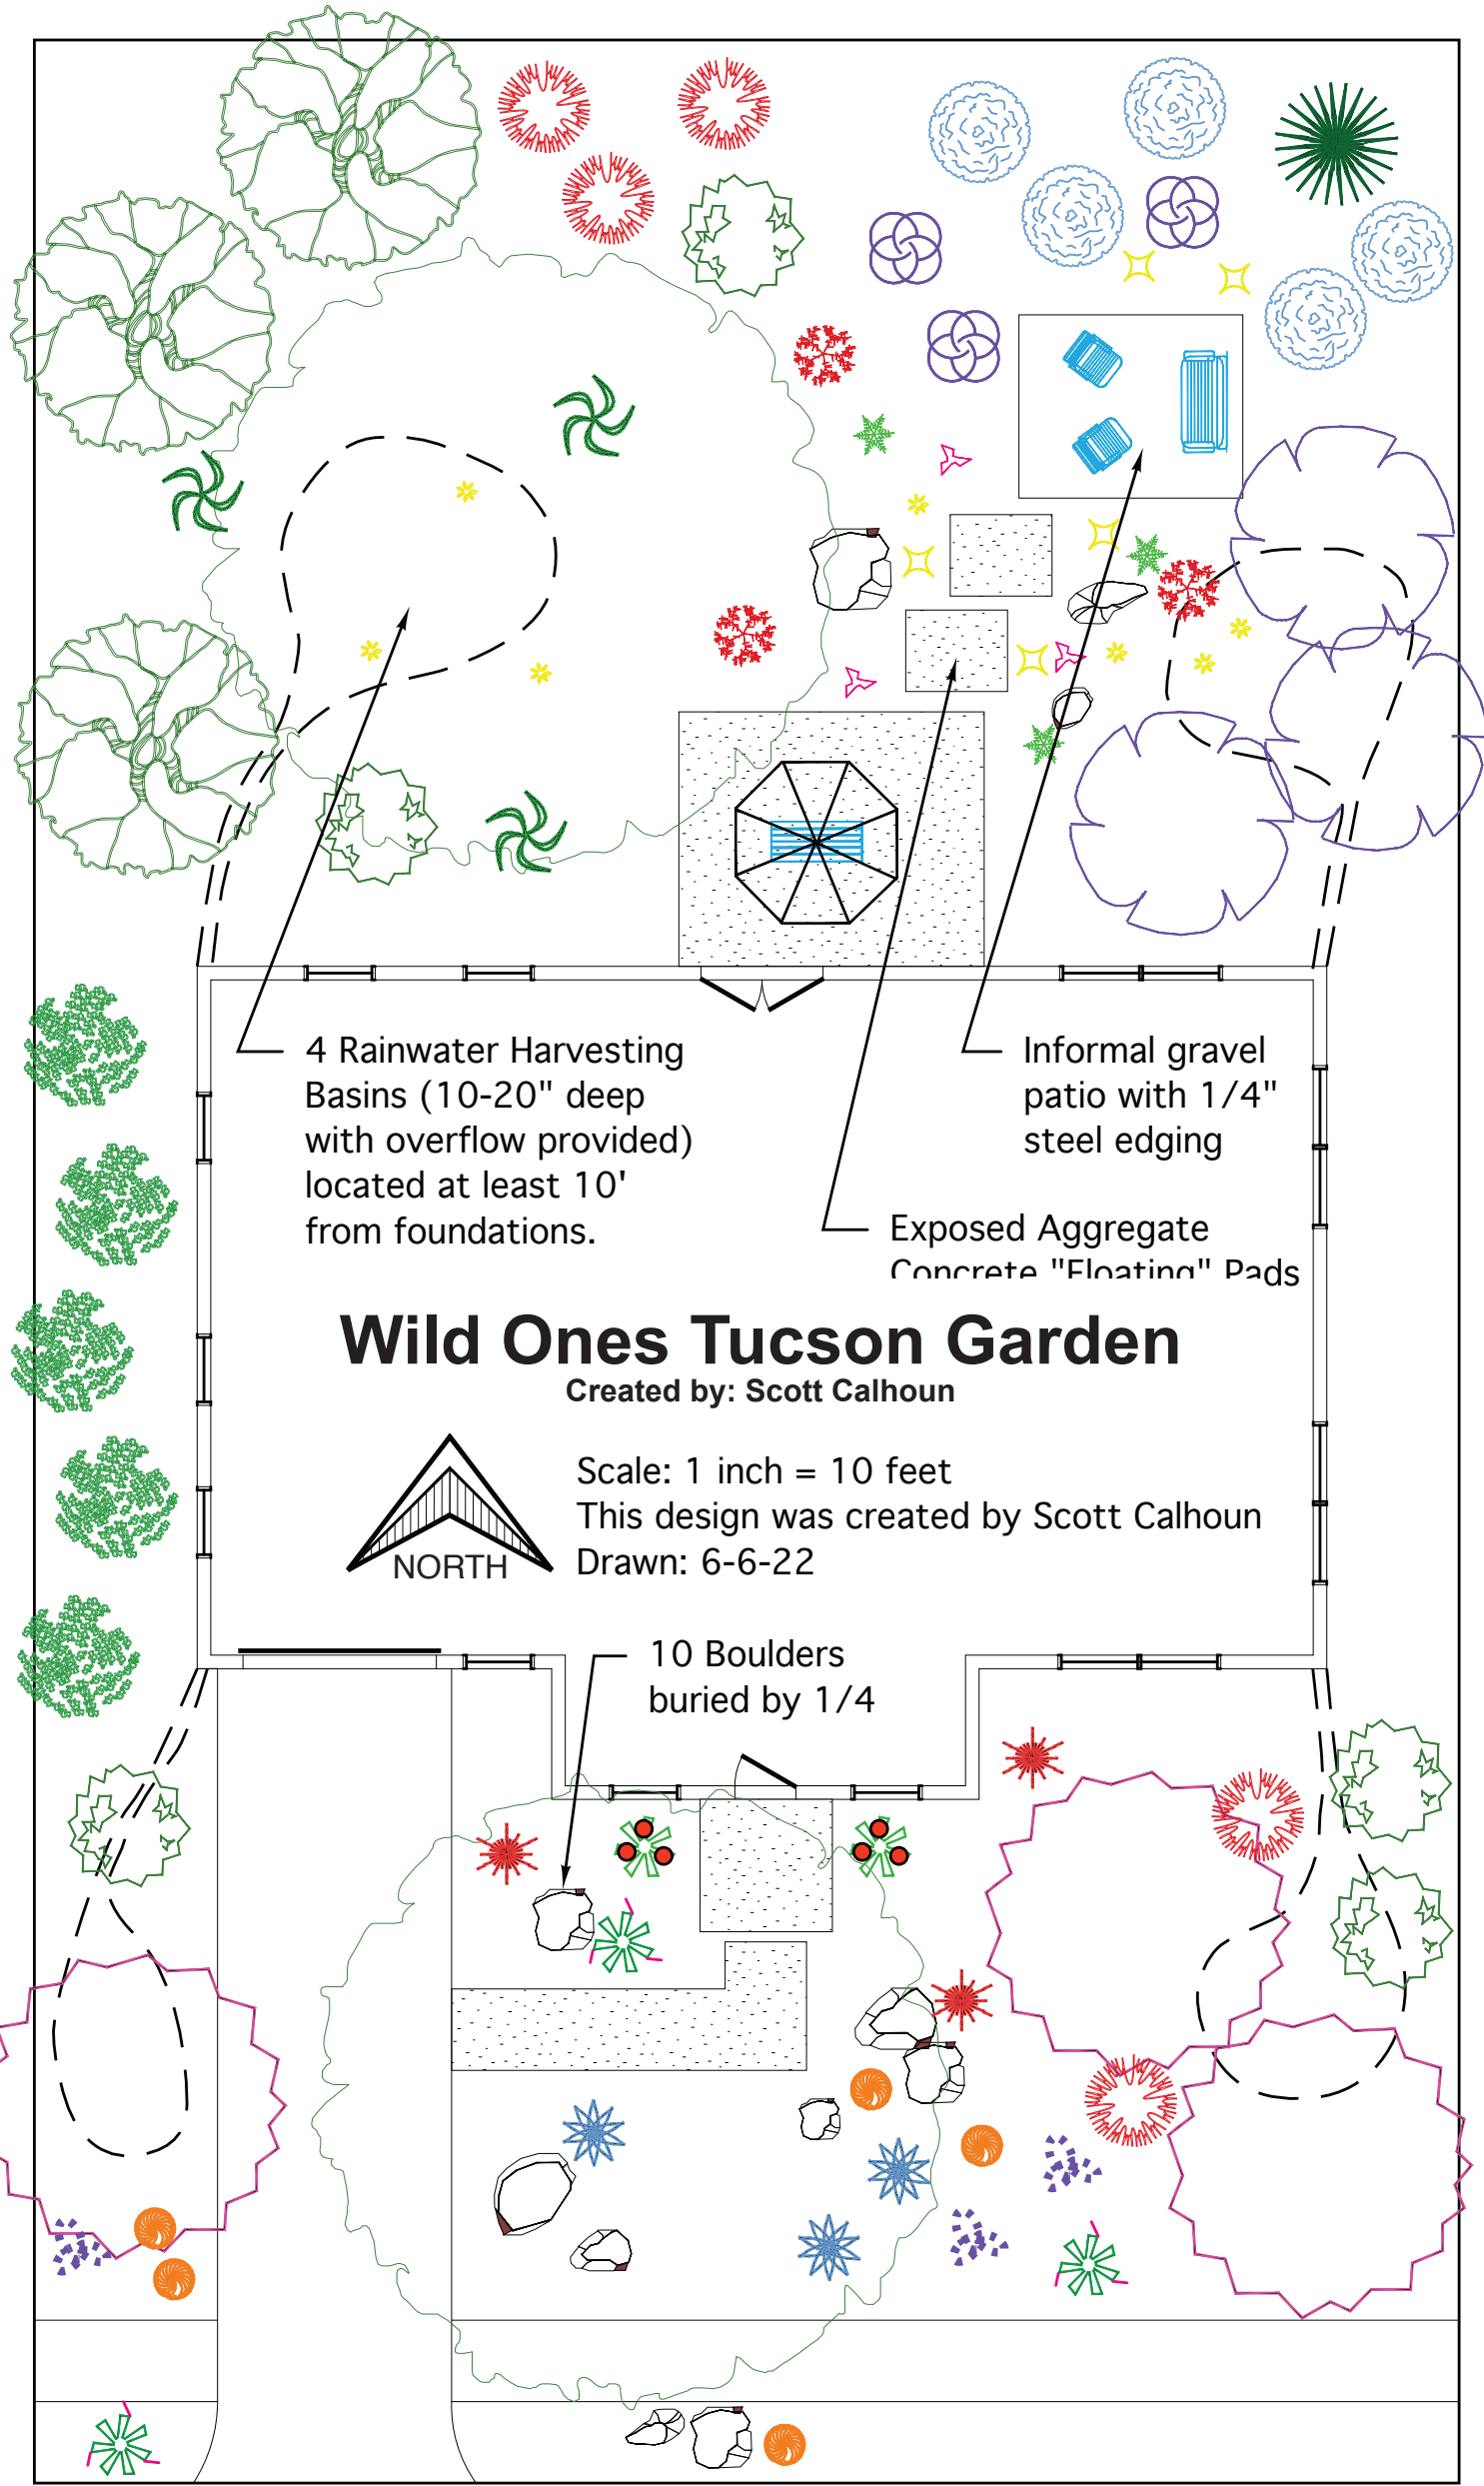 4 Rainwater Harvesting
Basins (10-20" deep
with overflow provided)
located at least 10'
from foundations.
Informal gravel
patio with 1/4"
steel edging
Exposed Aggregate
Concrete "Floating" Pads
Wild Ones Tucson Garden
Created by: Scott Calhoun
NORTH
Scale: 1 inch = 10 feet
This design was created by Scott Calhoun
Drawn: 6-6-22
10 Boulders
buried by 1/4